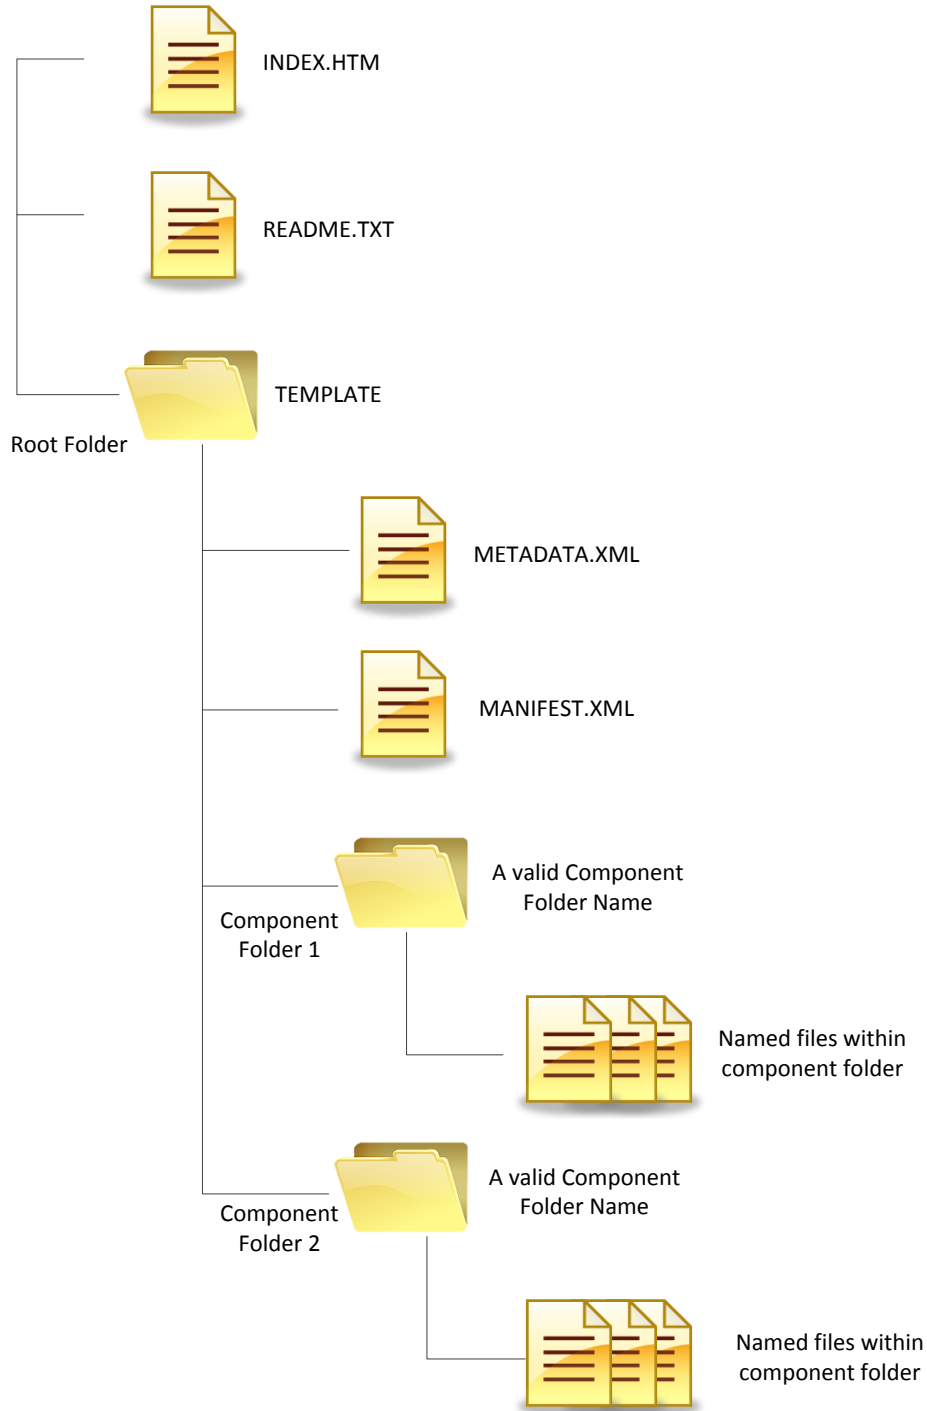 INDEX.HTM
README.TXT
TEMPLATE
Root Folder
METADATA.XML
MANIFEST.XML
A valid Component
Folder Name
Component
Folder 1
Named files within
component folder
A valid Component
Folder Name
Component
Folder 2
Named files within
component folder